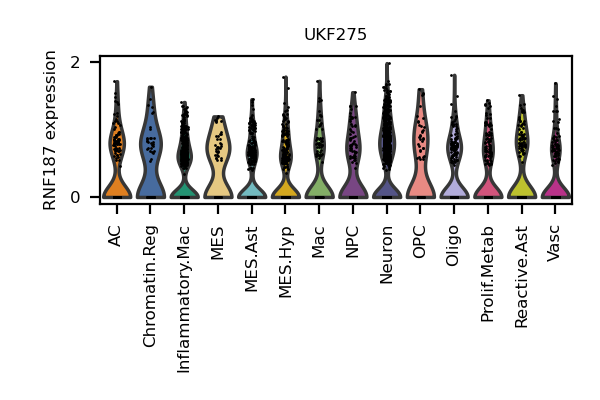 UKF275
RNF187 expression
2
0
AC
Chromatin.Reg
Inflammatory.Mac
MES
MES.Ast
MES.Hyp
Mac
NPC
Neuron
OPC
Oligo
Prolif.Metab
Reactive.Ast
Vasc